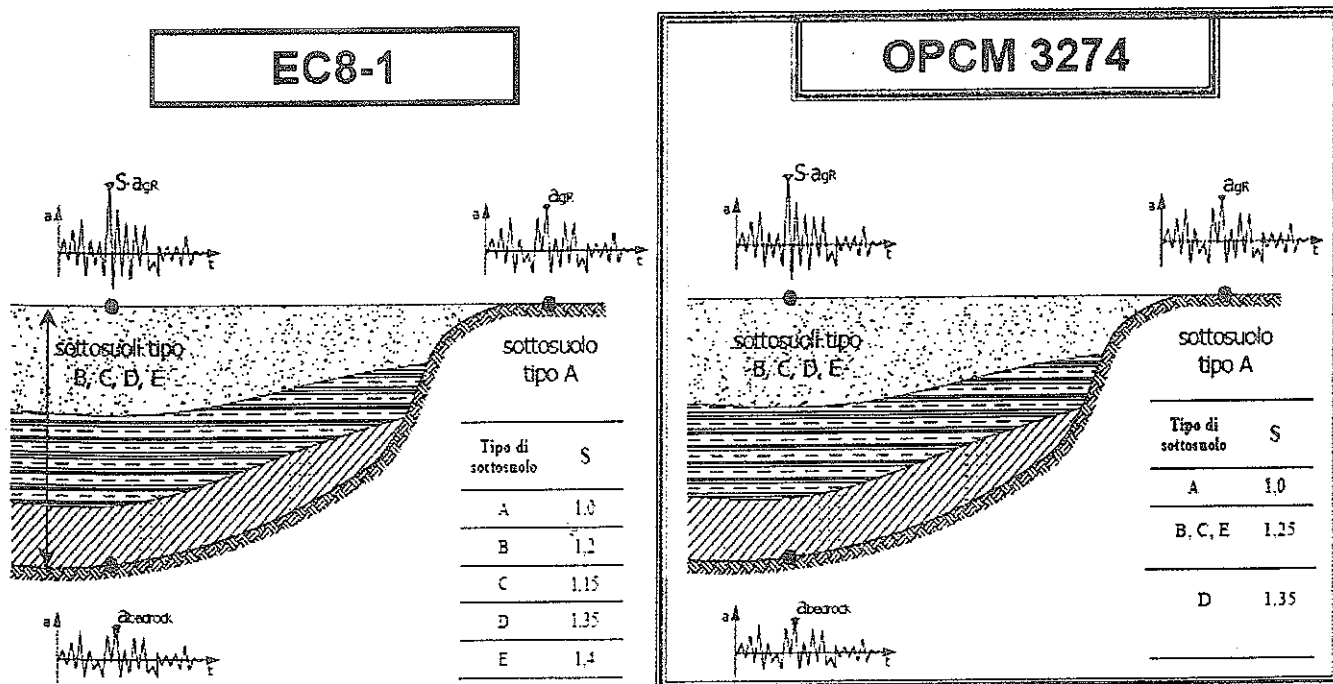 EC8-1
S·agR
a
t
agR
a
t
sottosuoli tipo
B, C, D, E
sottosuolo
tipo A
Tipo di
sottosuolo S
A 1.0
B 1,2
C 1.15
D 1.35
E 1,4
abedrock
a
t
OPCM 3274
S·agR
a
t
agR
a
t
sottosuoli tipo
B, C, D, E
sottosuolo
tipo A
Tipo di
sottosuolo S
A 1,0
B, C, E 1,25
D 1.35
abedrock
a
t